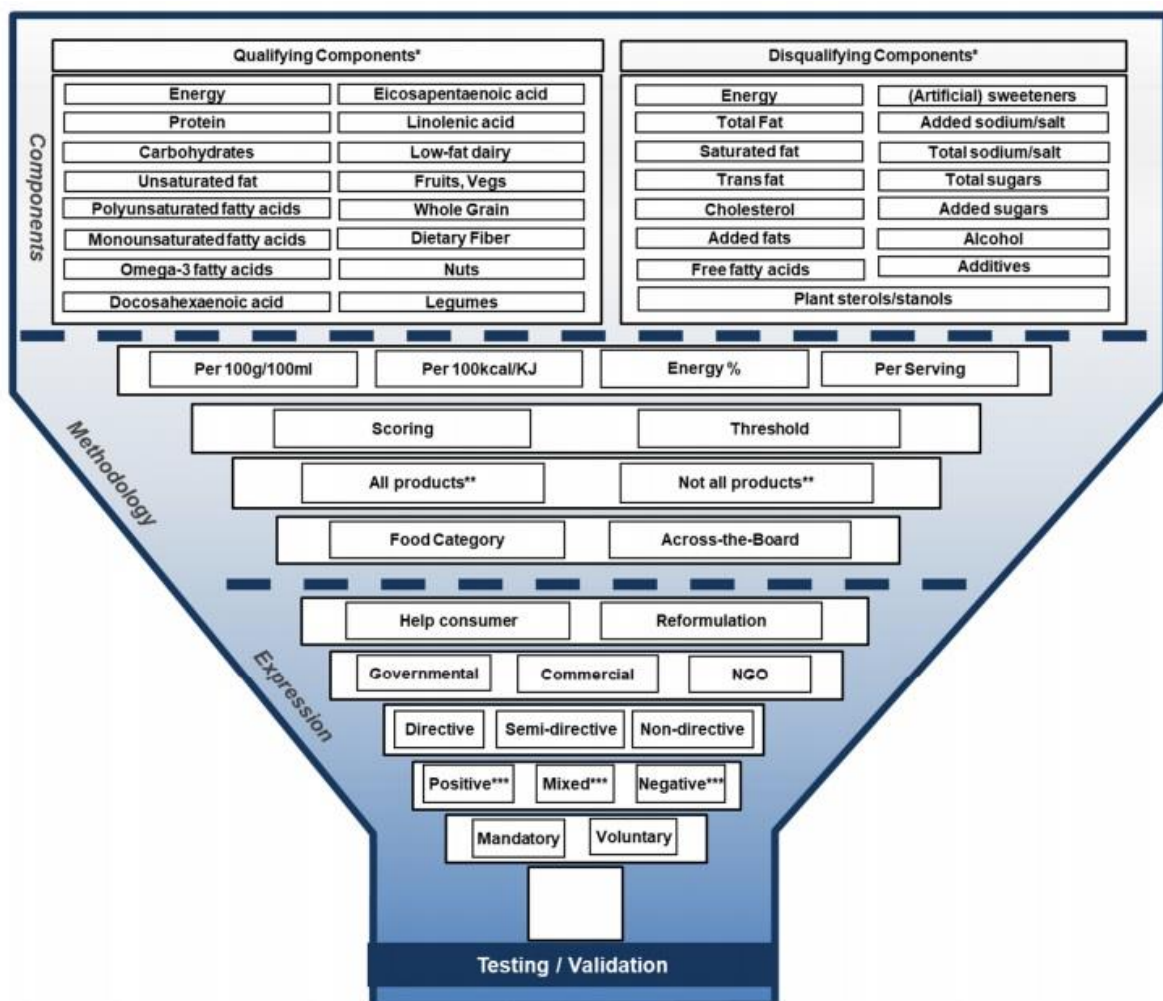 Qualifying Components*
Disqualifying Components*
Components
Energy
Eicosapentaenoic acid
Protein
Linolenic acid
Carbohydrates
Low-fat dairy
Unsaturated fat
Fruits, Vegs
Polyunsaturated fatty acids
Whole Grain
Monounsaturated fatty acids
Dietary Fiber
Omega-3 fatty acids
Nuts
Docosahexaenoic acid
Legumes
Energy
(Artificial) sweeteners
Total Fat
Added sodium/salt
Saturated fat
Total sodium/salt
Trans fat
Total sugars
Cholesterol
Added sugars
Added fats
Alcohol
Free fatty acids
Additives
Plant sterols/stanols
Methodology
Per 100g/100ml
Per 100kcal/KJ
Energy %
Per Serving
Scoring
Threshold
All products**
Not all products**
Food Category
Across-the-Board
Expression
Help consumer
Reformulation
Governmental
Commercial
NGO
Directive
Semi-directive
Non-directive
Positive***
Mixed***
Negative***
Mandatory
Voluntary
Testing / Validation